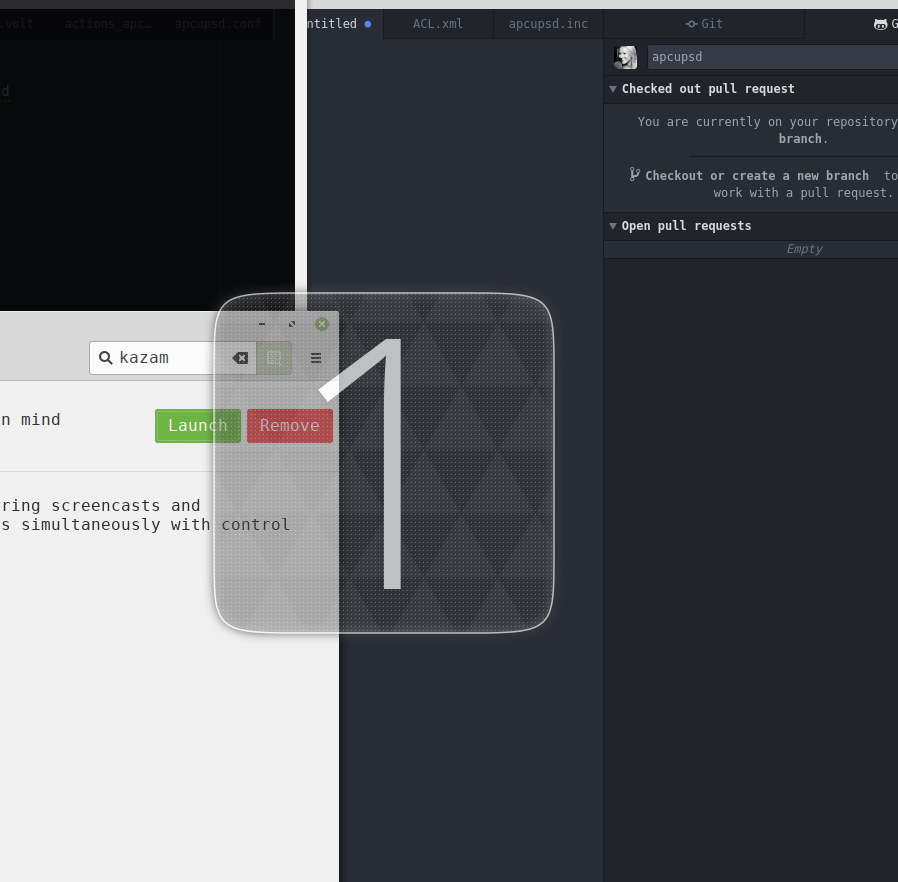 .volt
actions_apc…
apcupsd.conf
ntitled
ACL.xml
apcupsd.inc
Git
G
apcupsd
d
Checked out pull request
You are currently on your repository
branch.
Checkout or create a new branch to
work with a pull request.
Open pull requests
Empty
kazam
n mind
Launch
Remove
ring screencasts and
s simultaneously with control
1